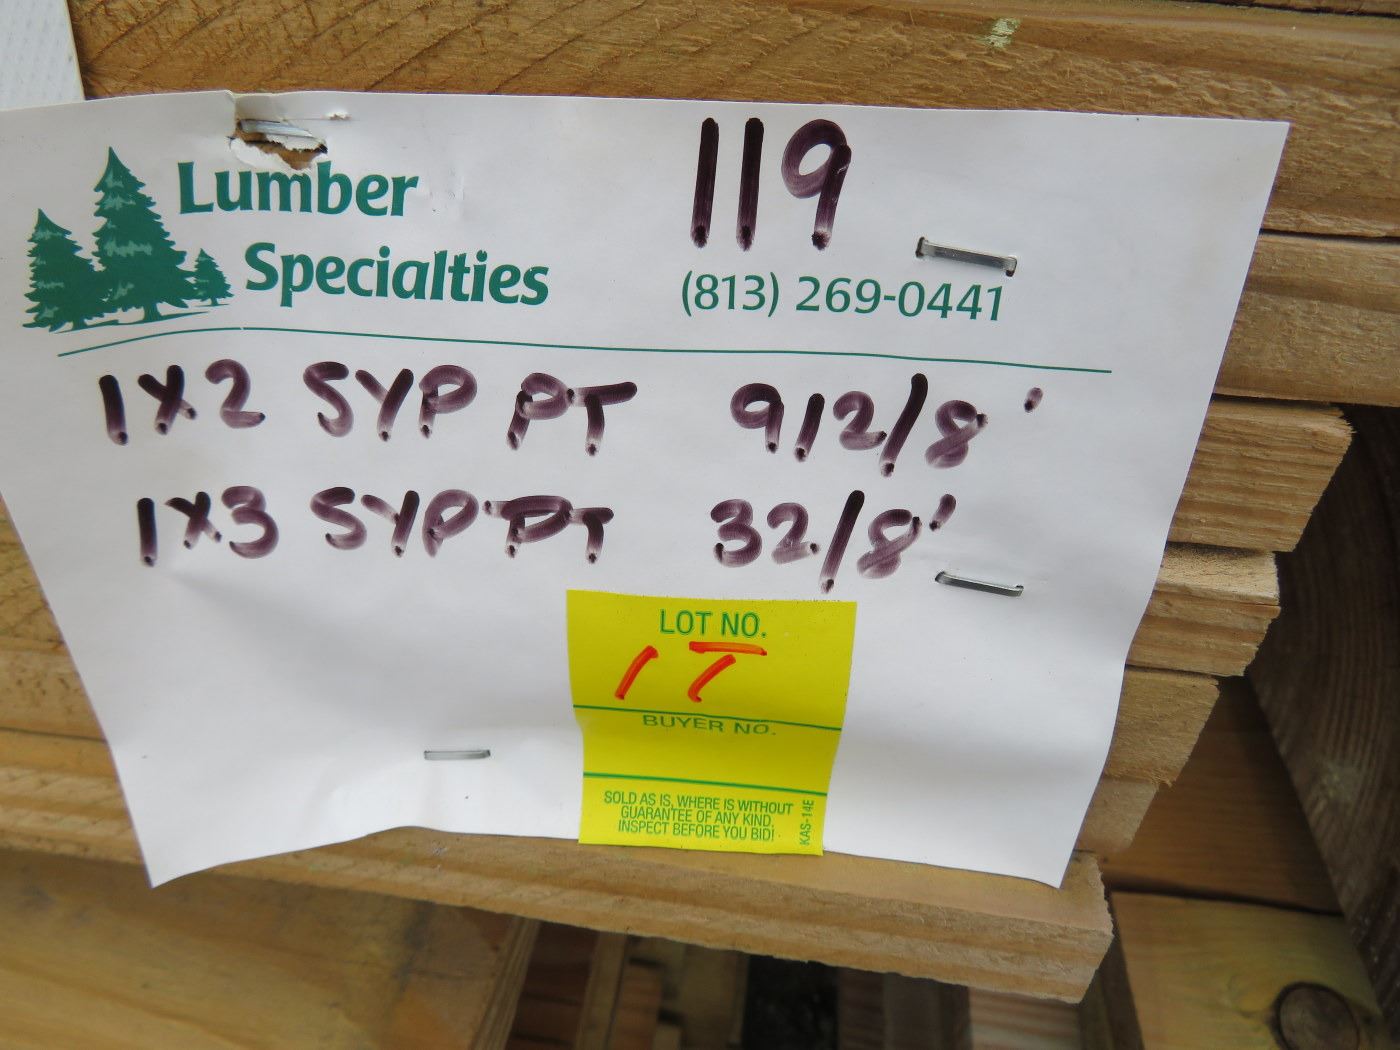 119
Lumber
Specialties
(813) 269-0441
1X2 SYP PT 912/8'
1X3 SYP PT 32/8'
LOT NO.
17
BUYER NO.
SOLD AS IS, WHERE IS WITHOUT
GUARANTEE OF ANY KIND.
INSPECT BEFORE YOU BID!
KAS-14E